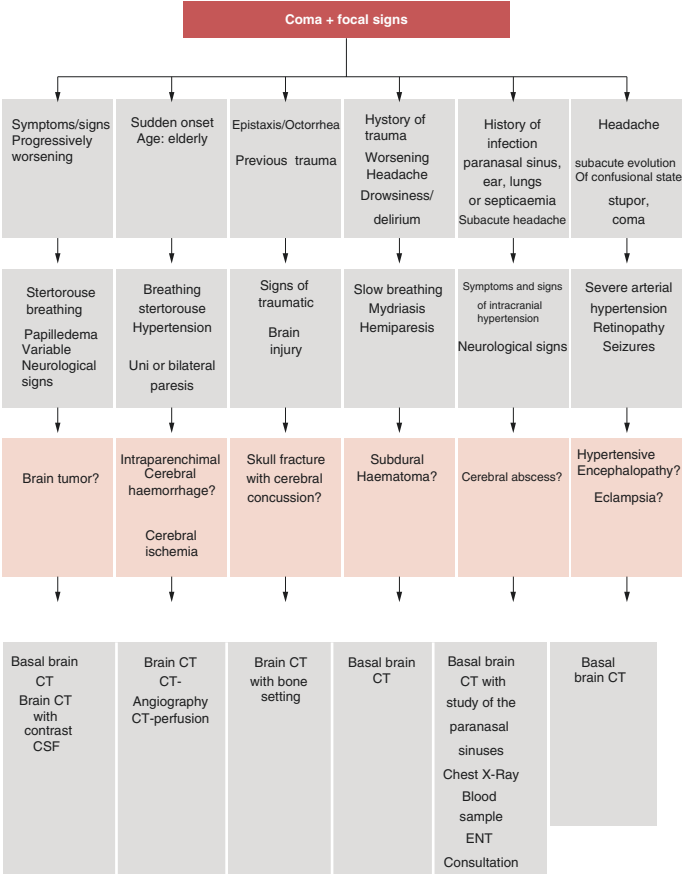 Coma + focal signs
Symptoms/signs
Progressively
worsening
Sudden onset
Age: elderly
Epistaxis/Octorrhea
Previous trauma
Hystory of
trauma
Worsening
Headache
Drowsiness/
delirium
History of
infection
paranasal sinus,
ear, lungs
or septicaemia
Subacute headache
Headache
subacute evolution
Of confusional state
stupor,
coma
Stertorouse
breathing
Papilledema
Variable
Neurological
signs
Breathing
stertorouse
Hypertension
Uni or bilateral
paresis
Signs of
traumatic
Brain
injury
Slow breathing
Mydriasis
Hemiparesis
Symptoms and signs
of intracranial
hypertension
Neurological signs
Severe arterial
hypertension
Retinopathy
Seizures
Brain tumor?
Intraparenchimal
Cerebral
haemorrhage?
Cerebral
ischemia
Skull fracture
with cerebral
concussion?
Subdural
Haematoma?
Cerebral abscess?
Hypertensive
Encephalopathy?
Eclampsia?
Basal brain
CT
Brain CT
with
contrast
CSF
Brain CT
CT-
Angiography
CT-perfusion
Brain CT
with bone
setting
Basal brain
CT
Basal brain
CT with
study of the
paranasal
sinuses
Chest X-Ray
Blood
sample
ENT
Consultation
Basal
brain CT